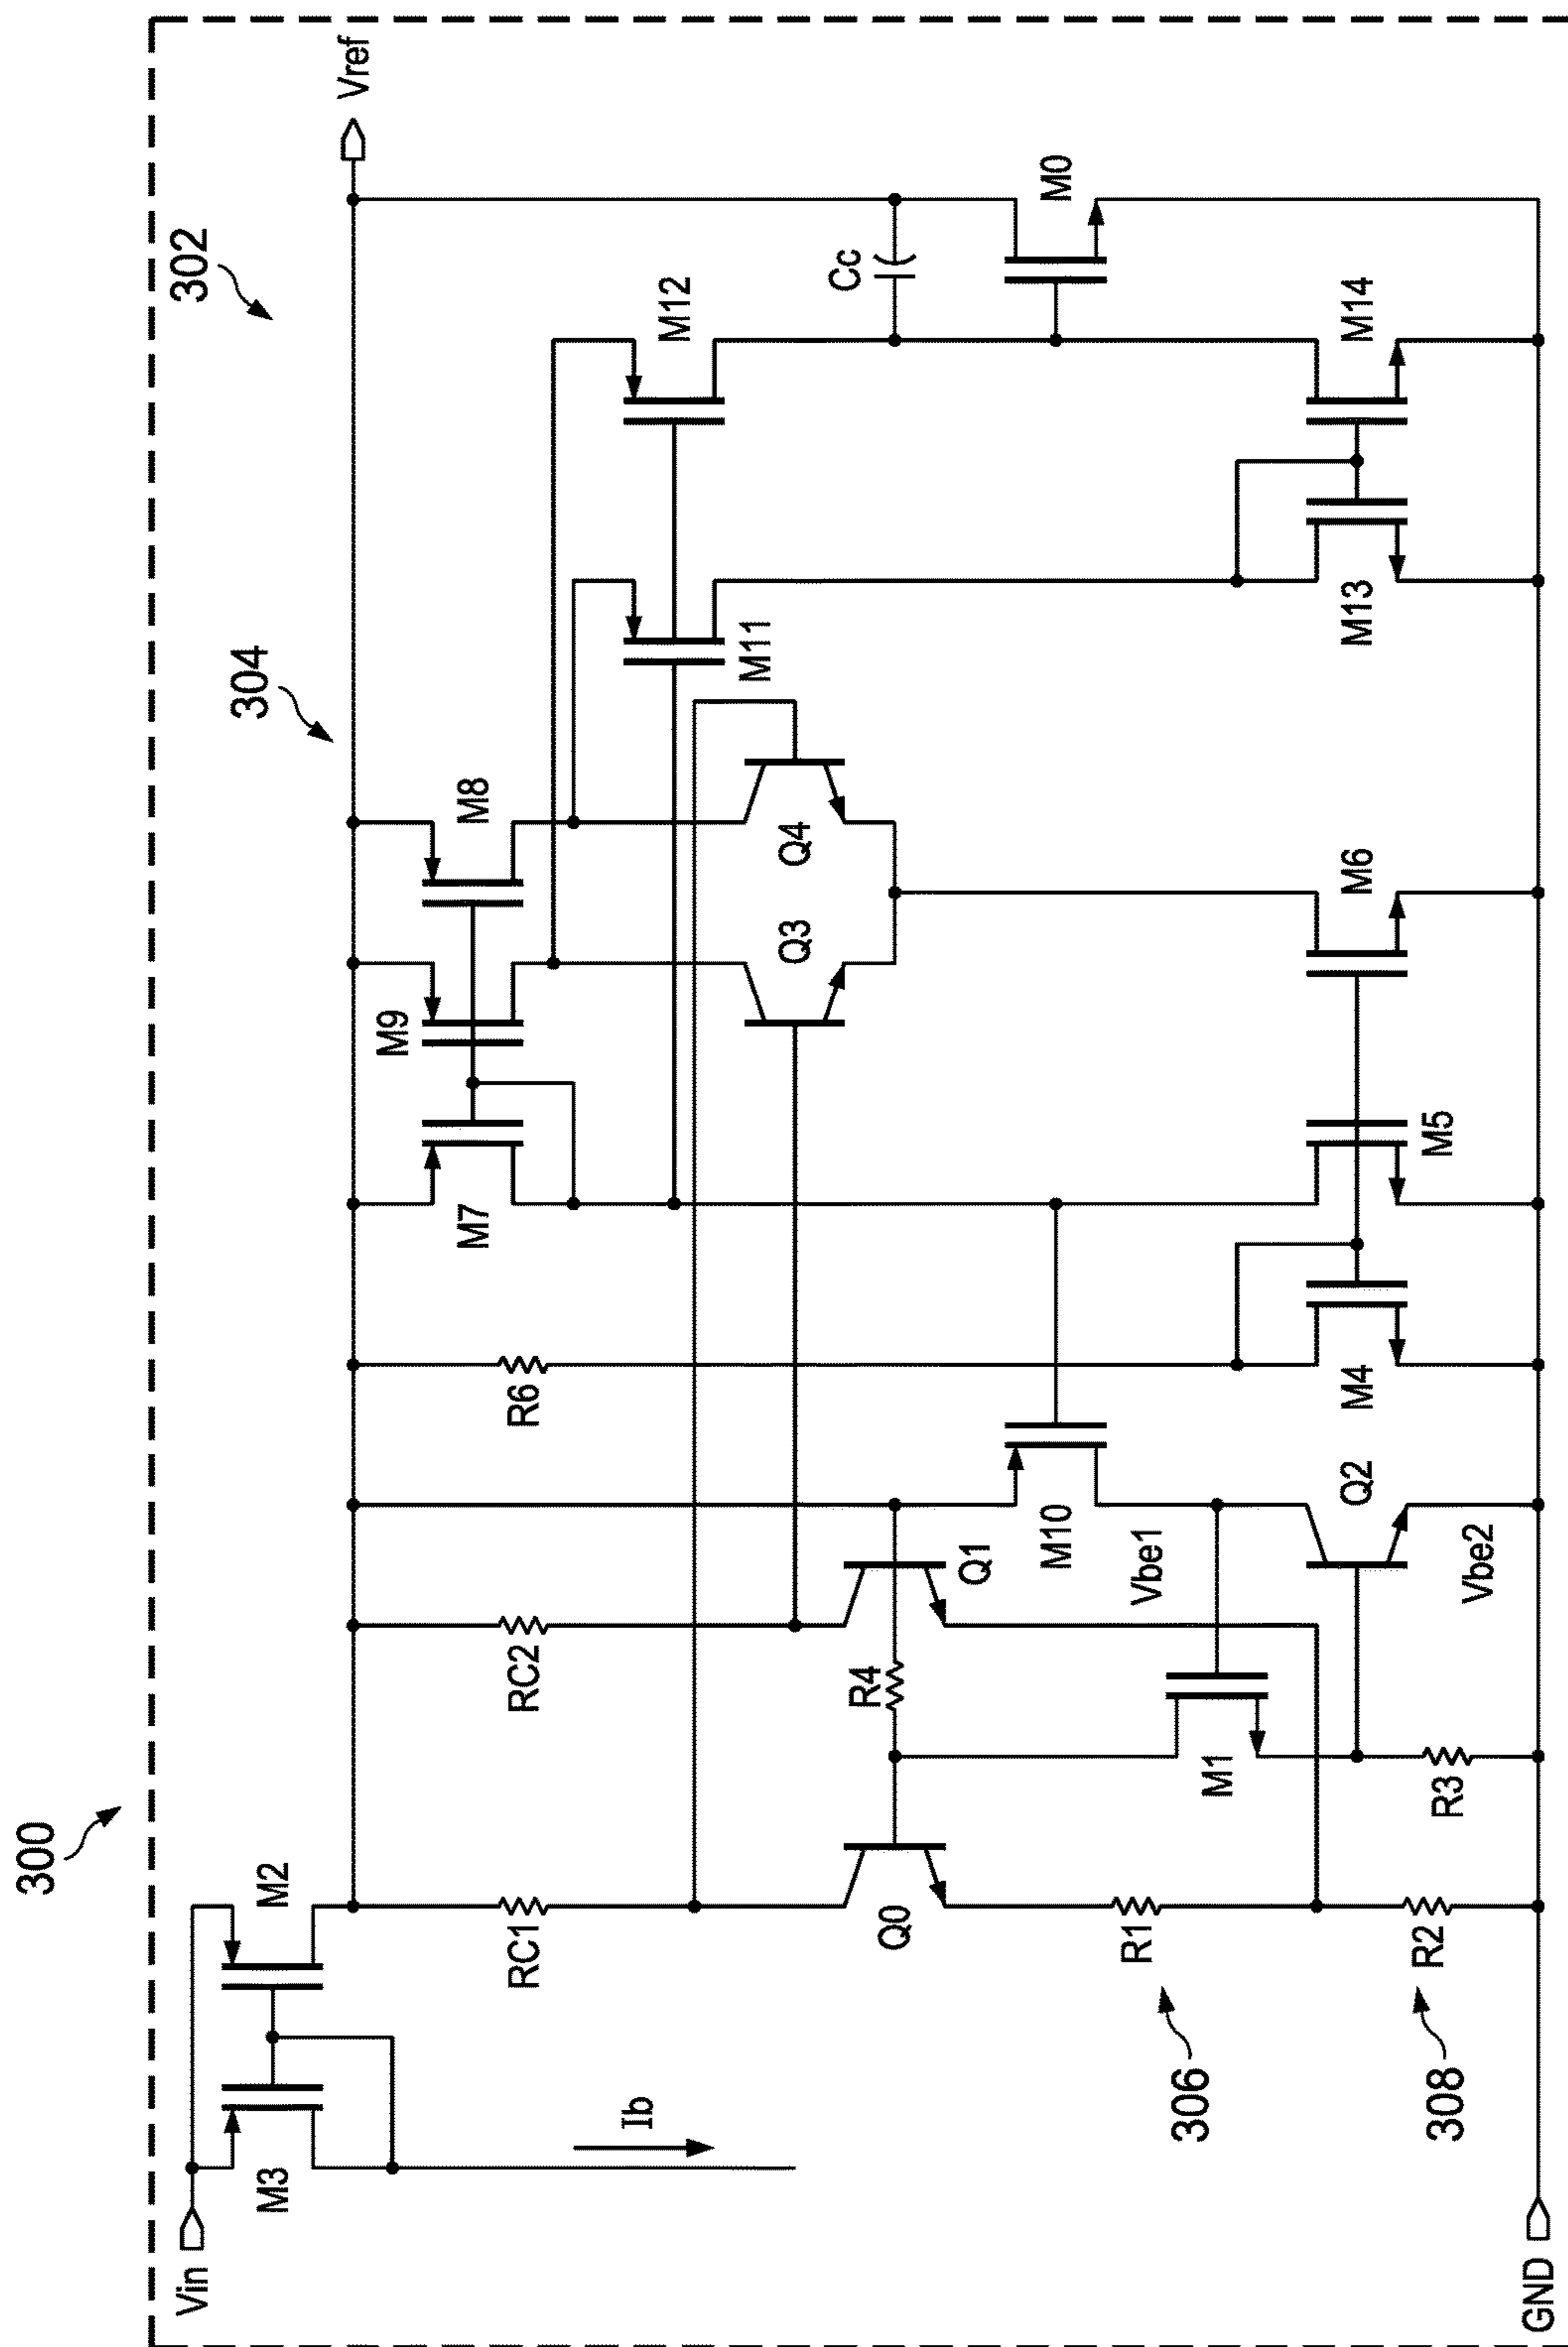 300
302
304
306
308
Vin
M3
M2
Ib
Vref
RC1
RC2
R6
M7
M9
M8
M11
M12
Cc
M0
Q0
R4
Q1
M10
Q3
Q4
R1
M1
Vbe1
Q2
Vbe2
R2
R3
M4
M5
M6
M13
M14
GND